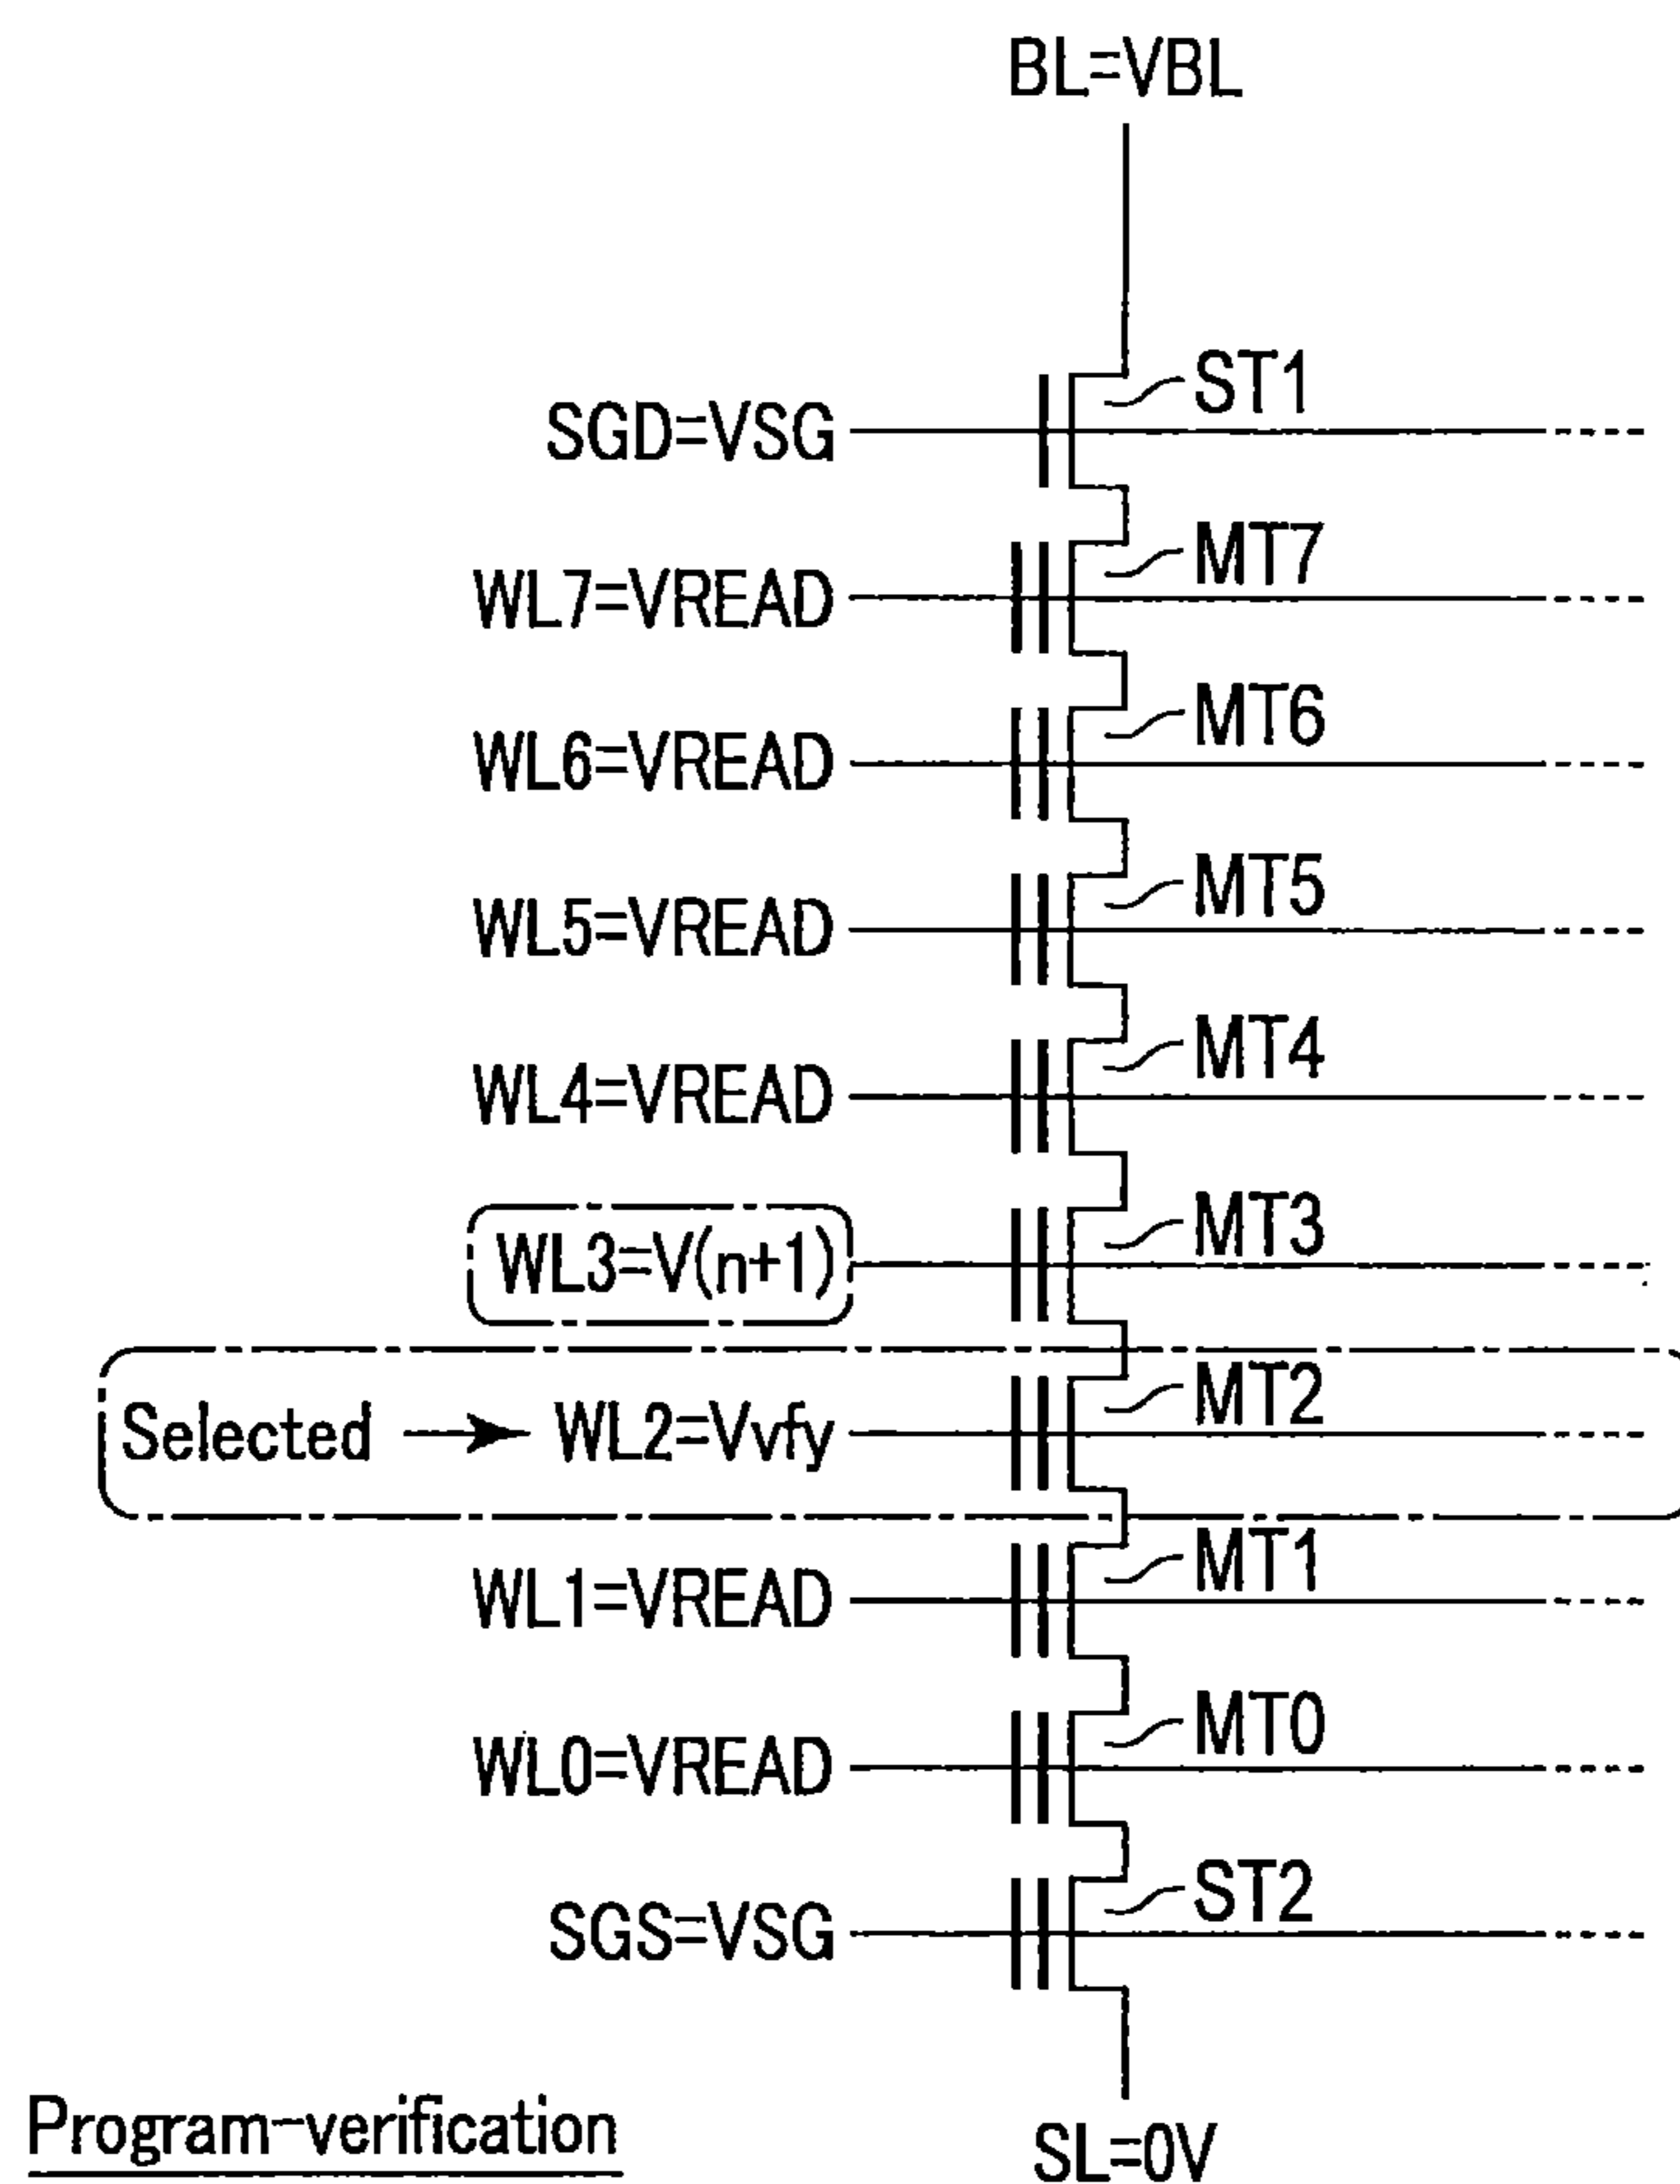 BL=VBL
ST1
SGD=VSG
MT7
WL7=VREAD
MT6
WL6=VREAD
MT5
WL5=VREAD
MT4
WL4=VREAD
MT3
WL3=V(n+1)
MT2
Selected → WL2=Vvfy
MT1
WL1=VREAD
MT0
WL0=VREAD
ST2
SGS=VSG
Program-verification
SL=0V